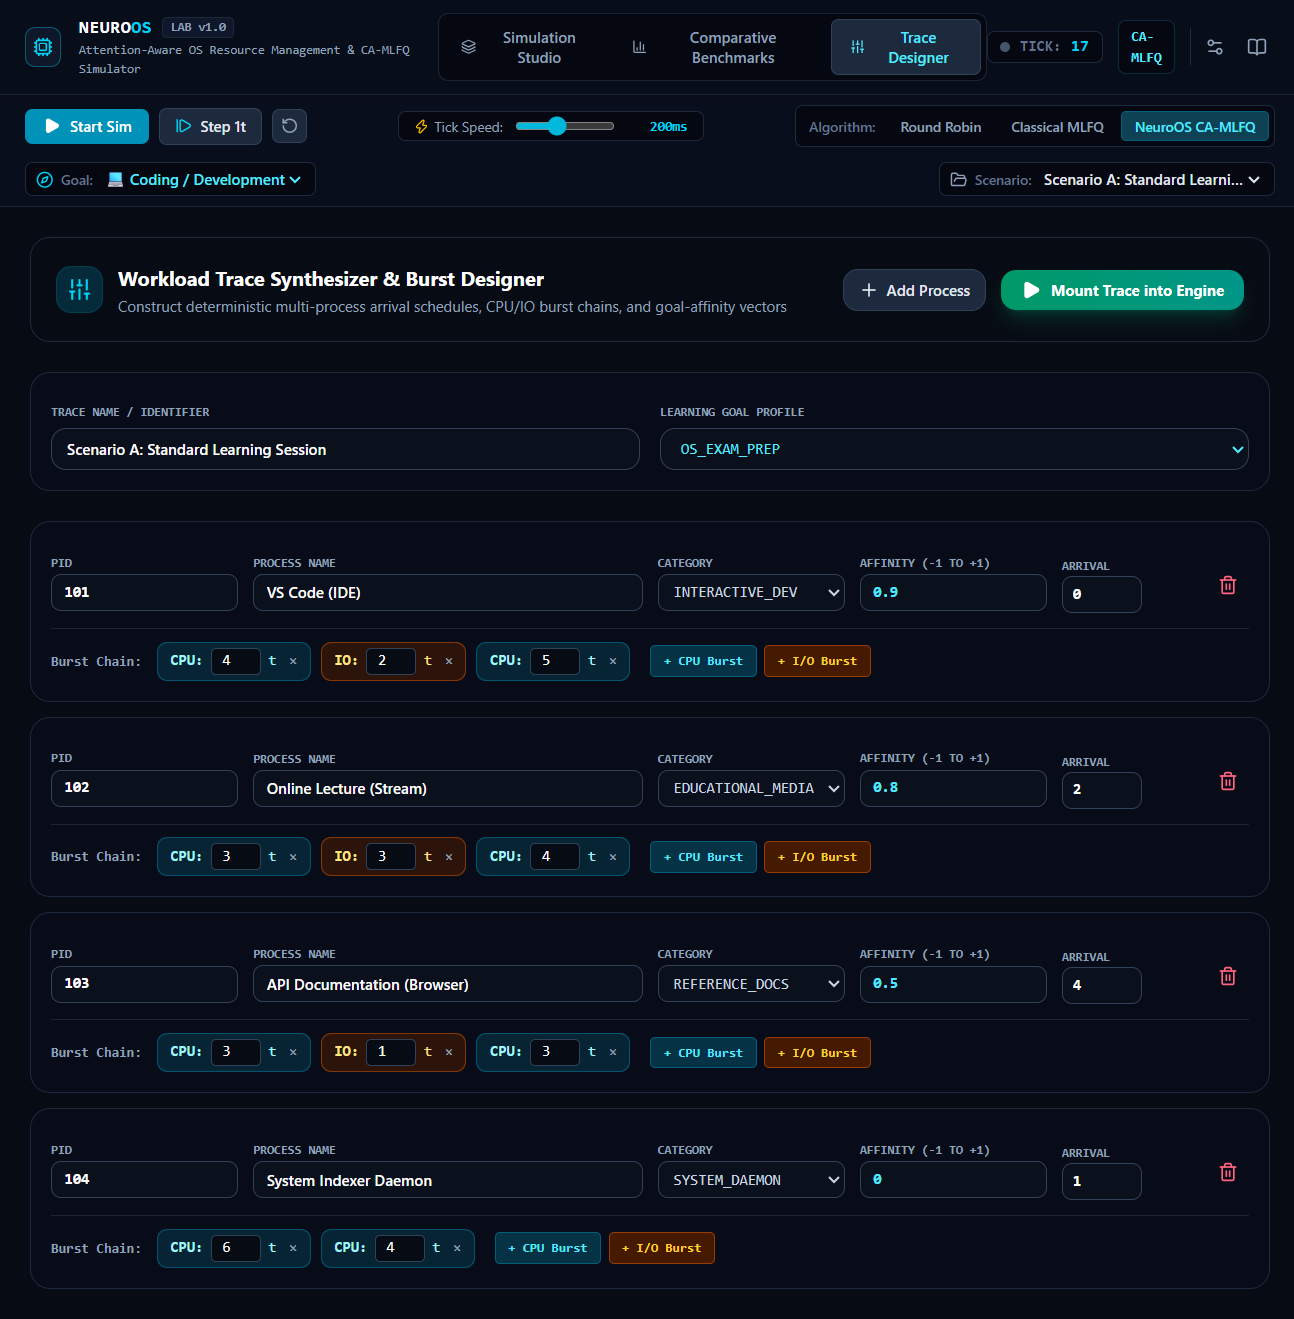 NEUROOS LAB v1.0
Attention-Aware OS Resource Management & CA-MLFQ
Simulator
Simulation
Studio
Comparative
Benchmarks
Trace
Designer
TICK: 17
CA-
MLFQ
Start Sim
Step 1t
Tick Speed: 200ms
Algorithm: Round Robin Classical MLFQ NeuroOS CA-MLFQ
Goal: Coding / Development
Scenario: Scenario A: Standard Learni...
Workload Trace Synthesizer & Burst Designer
Construct deterministic multi-process arrival schedules, CPU/IO burst chains, and goal-affinity vectors
+ Add Process
Mount Trace into Engine
TRACE NAME / IDENTIFIER LEARNING GOAL PROFILE
Scenario A: Standard Learning Session OS_EXAM_PREP
PID PROCESS NAME CATEGORY AFFINITY (-1 TO +1) ARRIVAL
101 VS Code (IDE) INTERACTIVE_DEV 0.9 0
Burst Chain: CPU: 4 t × IO: 2 t × CPU: 5 t × + CPU Burst + I/O Burst
PID PROCESS NAME CATEGORY AFFINITY (-1 TO +1) ARRIVAL
102 Online Lecture (Stream) EDUCATIONAL_MEDIA 0.8 2
Burst Chain: CPU: 3 t × IO: 3 t × CPU: 4 t × + CPU Burst + I/O Burst
PID PROCESS NAME CATEGORY AFFINITY (-1 TO +1) ARRIVAL
103 API Documentation (Browser) REFERENCE_DOCS 0.5 4
Burst Chain: CPU: 3 t × IO: 1 t × CPU: 3 t × + CPU Burst + I/O Burst
PID PROCESS NAME CATEGORY AFFINITY (-1 TO +1) ARRIVAL
104 System Indexer Daemon SYSTEM_DAEMON 0 1
Burst Chain: CPU: 6 t × CPU: 4 t × + CPU Burst + I/O Burst